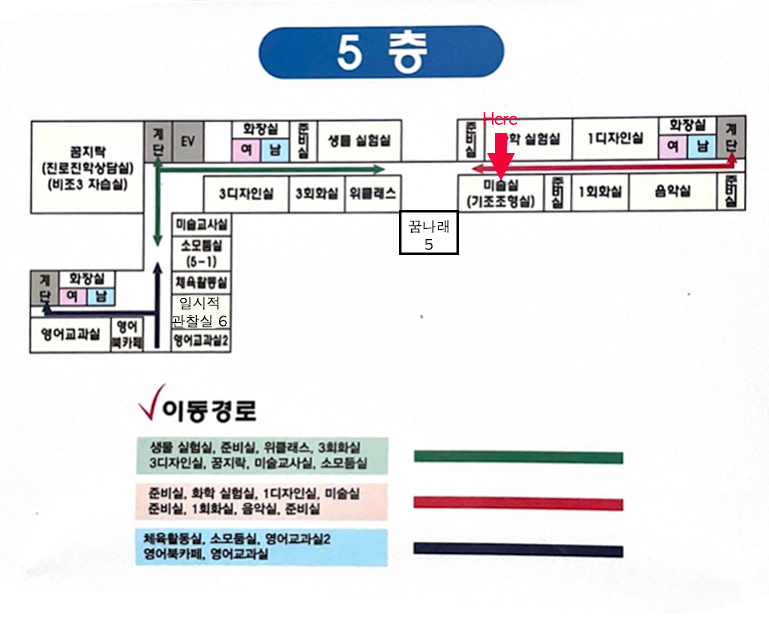 5 층
Here
계단
EV
화장실
여 남
준비실
생물 실험실
준비실
학 실험실
1디자인실
화장실
여 남
계단
꿈지락
(진로진학상담실)
(비조3 자습실)
3디자인실
3회화실
위클래스
미술실
(기조조형실)
준비실
1회화실
음악실
준비실
꿈나래
5
미술교사실
소모둠실
(5-1)
체육활동실
일시적
관찰실 6
영어교과실2
계단
화장실
여 남
영어교과실
영어
북카페
이동경로
생물 실험실, 준비실, 위클래스, 3회화실
3디자인실, 꿈지락, 미술교사실, 소모둠실
준비실, 화학 실험실, 1디자인실, 미술실
준비실, 1회화실, 음악실, 준비실
체육활동실, 소모둠실, 영어교과실2
영어북카페, 영어교과실